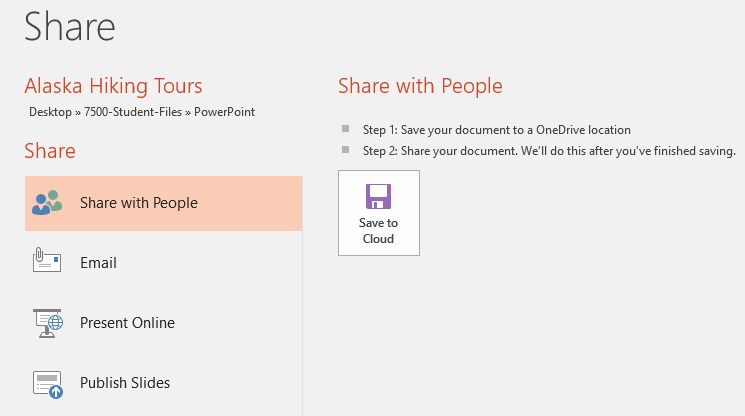 Share
Alaska Hiking Tours
Desktop » 7500-Student-Files » PowerPoint
Share
Share with People
Email
Present Online
Publish Slides
Share with People
Step 1: Save your document to a OneDrive location
Step 2: Share your document. We'll do this after you've finished saving.
Save to
Cloud